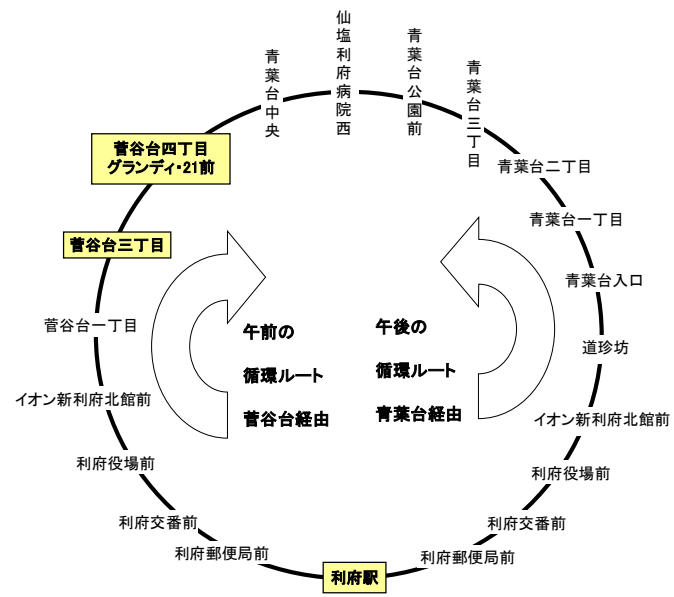 仙塩利府病院西
青葉台中央
青葉台公園前
青葉台三丁目
菅谷台四丁目
グランディ・21前
青葉台二丁目
青葉台一丁目
菅谷台三丁目
青葉台入口
菅谷台一丁目
道珍坊
午前の
循環ルート
菅谷台経由
午後の
循環ルート
青葉台経由
イオン新利府北館前
イオン新利府北館前
利府役場前
利府役場前
利府交番前
利府交番前
利府郵便局前
利府郵便局前
利府駅